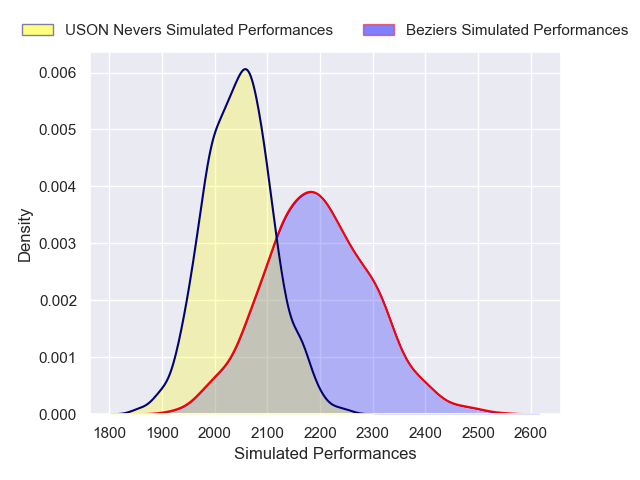 USON Nevers Simulated Performances Beziers Simulated Performances
0.006
0.005
0.004
0.003
0.002
0.001
0.000
Density
1800 1900 2000 2100 2200 2300 2400 2500 2600
Simulated Performances